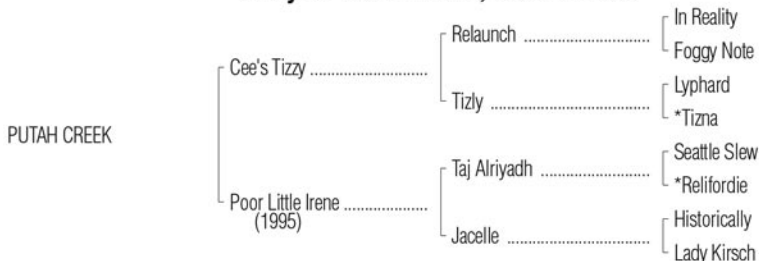 In Reality
Relaunch
Foggy Note
Cee's Tizzy
Lyphard
Tizly
*Tizna
PUTAH CREEK
Seattle Slew
Taj Alriyadh
*Relifordie
Poor Little Irene
(1995)
Historically
Jacelle
Lady Kirsch